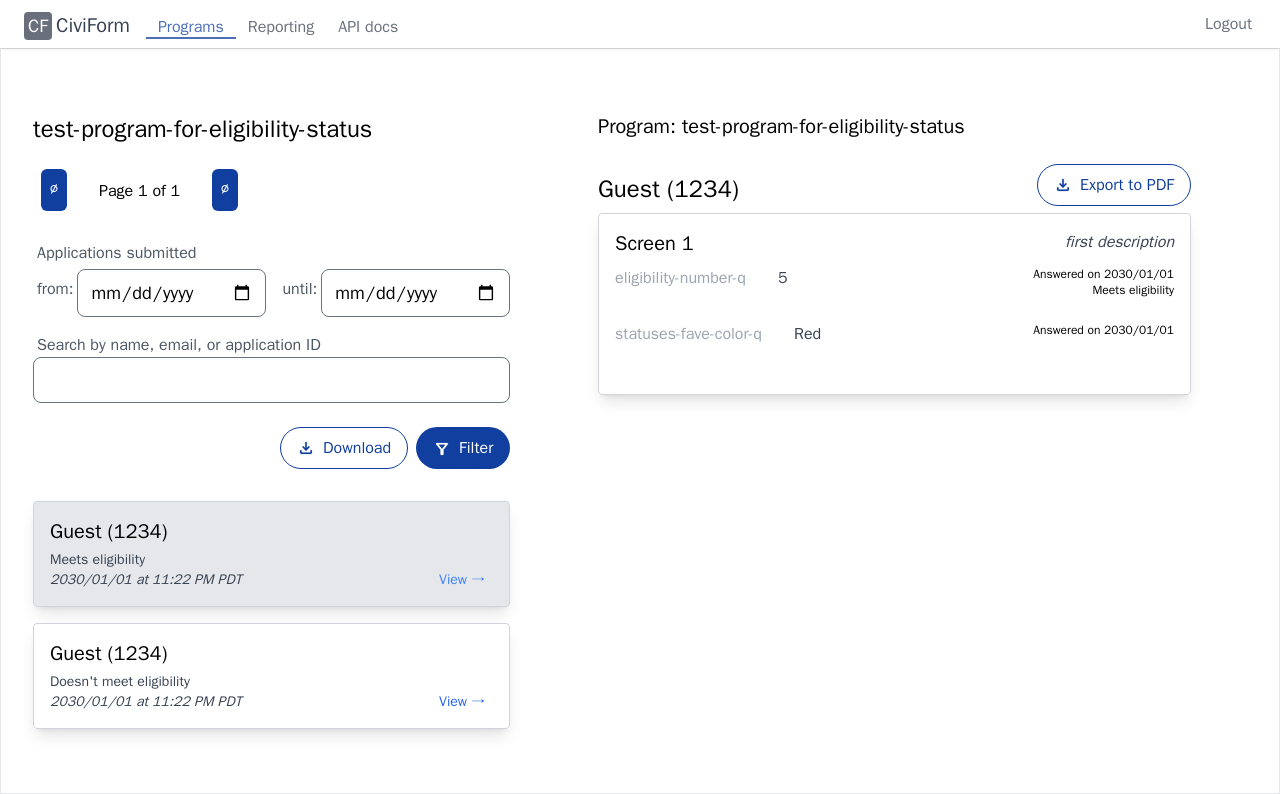 CF CiviForm Programs Reporting API docs Logout
test-program-for-eligibility-status
∅ Page 1 of 1 ∅
Applications submitted
from: mm/dd/yyyy until: mm/dd/yyyy
Search by name, email, or application ID
Download Filter
Guest (1234)
Meets eligibility
2030/01/01 at 11:22 PM PDT View →
Guest (1234)
Doesn't meet eligibility
2030/01/01 at 11:22 PM PDT View →
Program: test-program-for-eligibility-status
Guest (1234) Export to PDF
Screen 1 first description
eligibility-number-q 5 Answered on 2030/01/01
Meets eligibility
statuses-fave-color-q Red Answered on 2030/01/01